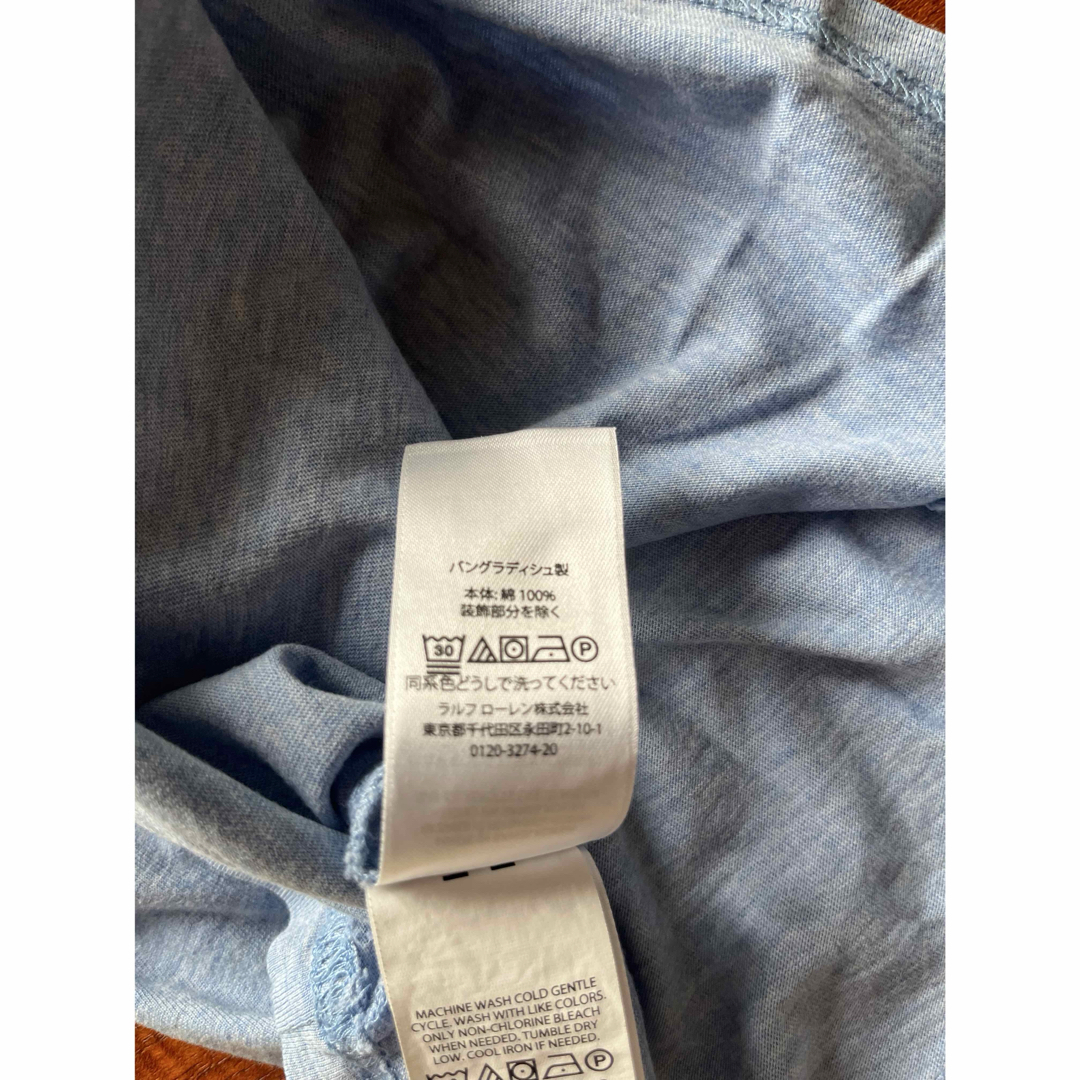 バングラディシュ製
本体: 綿 100%
装飾部分を除く
30 P
同系色どうしで洗ってください
ラルフ ローレン株式会社
東京都千代田区永田町2-10-1
0120-3274-20
MACHINE WASH COLD GENTLE
CYCLE. WASH WITH LIKE COLORS.
ONLY NON-CHLORINE BLEACH
WHEN NEEDED. TUMBLE DRY
LOW. COOL IRON IF NEEDED.
P